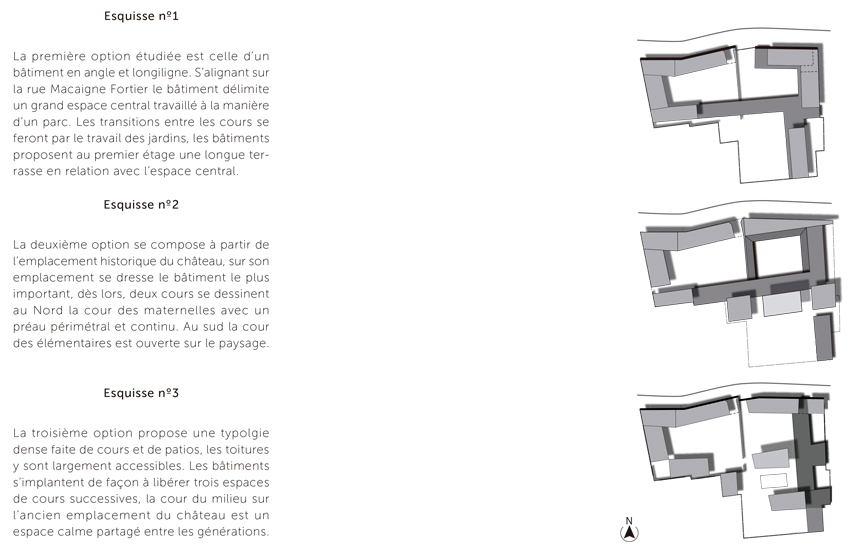 Esquisse nº1
La première option étudiée est celle d’un
bâtiment en angle et longiligne. S’alignant sur
la rue Macaigne Fortier le bâtiment délimite
un grand espace central travaillé à la manière
d’un parc. Les transitions entre les cours se
feront par le travail des jardins, les bâtiments
proposent au premier étage une longue ter-
rasse en relation avec l’espace central.
Esquisse nº2
La deuxième option se compose à partir de
l’emplacement historique du château, sur son
emplacement se dresse le bâtiment le plus
important, dès lors, deux cours se dessinent
au Nord la cour des maternelles avec un
préau périmétral et continu. Au sud la cour
des élémentaires est ouverte sur le paysage.
Esquisse nº3
La troisième option propose une typolgie
dense faite de cours et de patios, les toitures
y sont largement accessibles. Les bâtiments
s’implantent de façon à libérer trois espaces
de cours successives, la cour du milieu sur
l’ancien emplacement du château est un
espace calme partagé entre les générations.
N